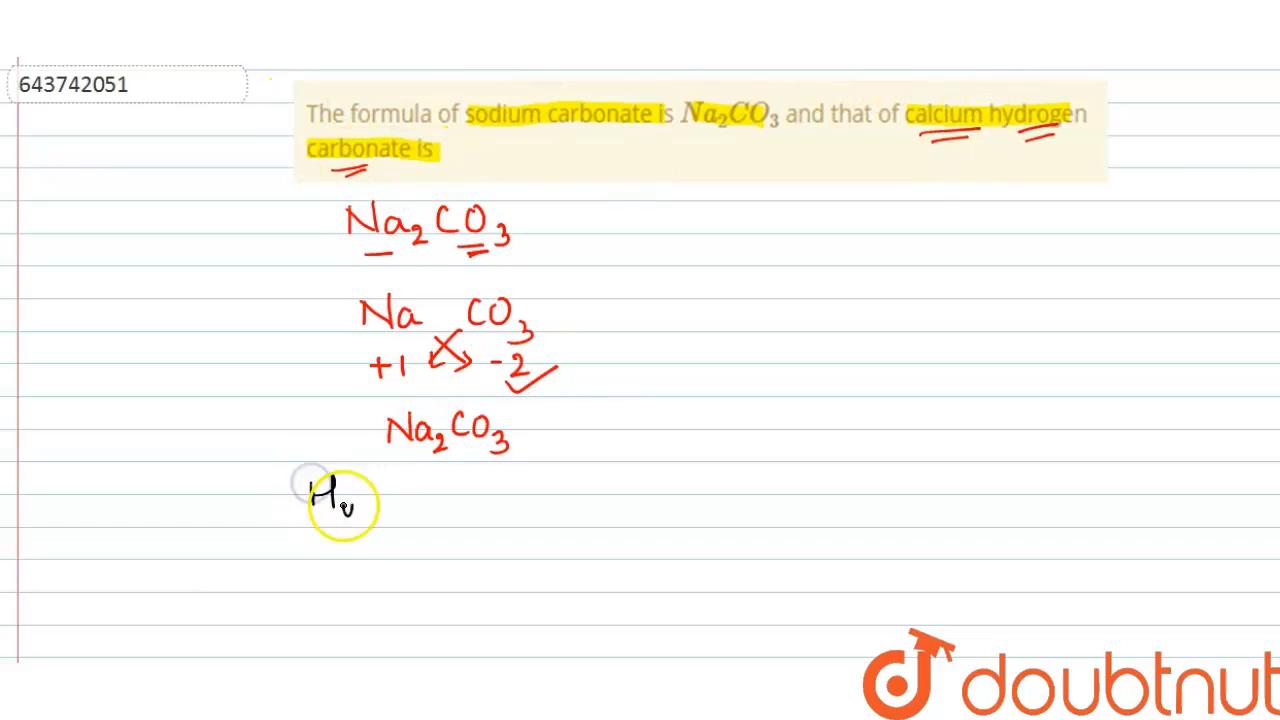 643742051
The formula of sodium carbonate is Na₂CO₃ and that of calcium hydrogen
carbonate is
Na₂CO₃
Na CO₃
+1 -2
Na₂CO₃
doubtnut